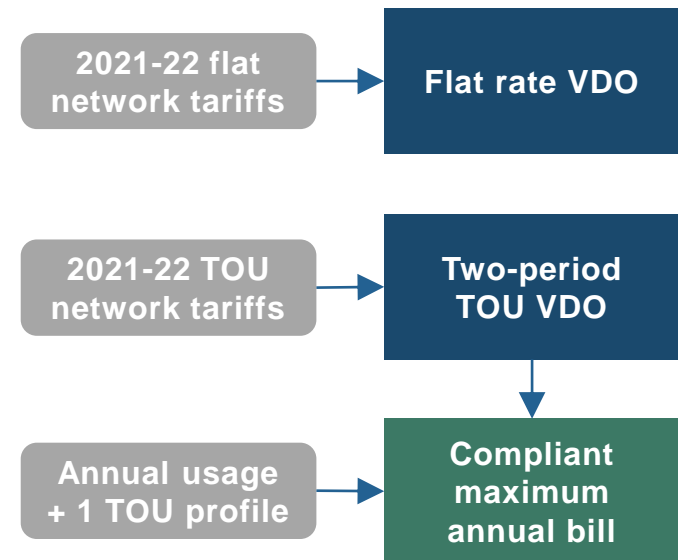 2021-22 flat
network tariffs
Flat rate VDO
2021-22 TOU
network tariffs
Two-period
TOU VDO
Annual usage
+ 1 TOU profile
Compliant
maximum
annual bill